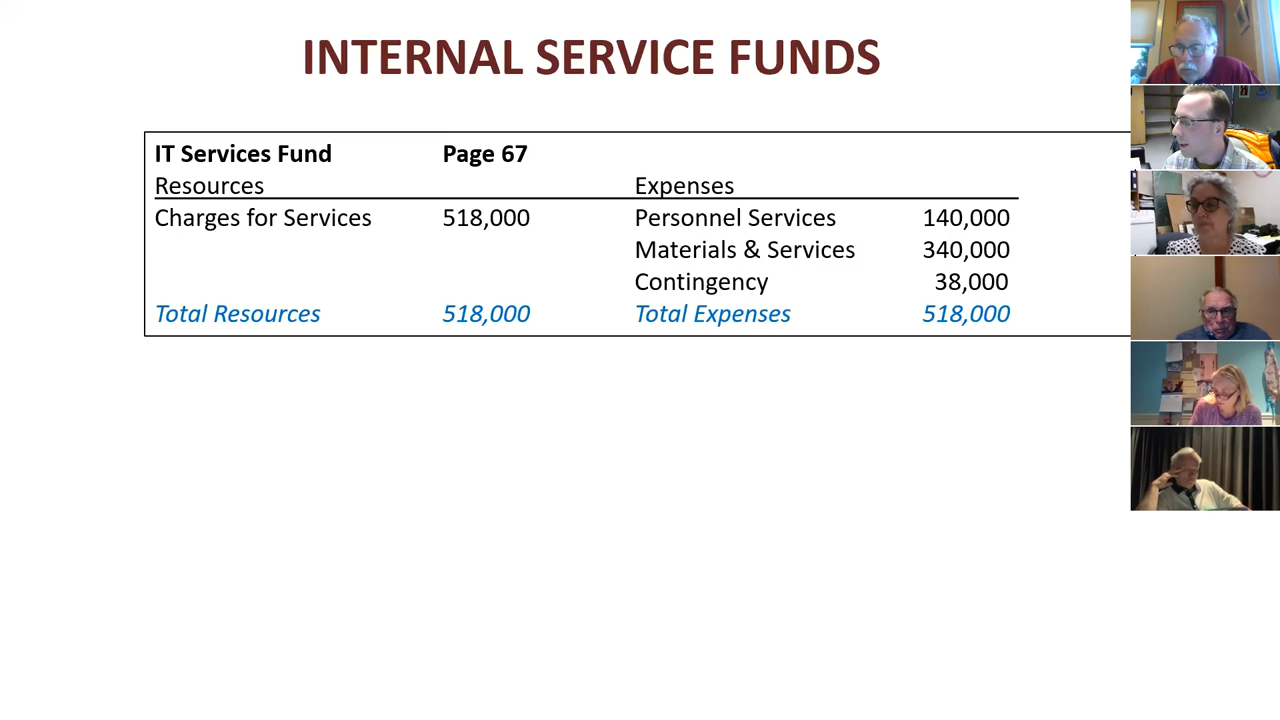 INTERNAL SERVICE FUNDS
IT Services Fund Page 67
Resources Expenses
Charges for Services 518,000 Personnel Services 140,000
Materials & Services 340,000
Contingency 38,000
Total Resources 518,000 Total Expenses 518,000